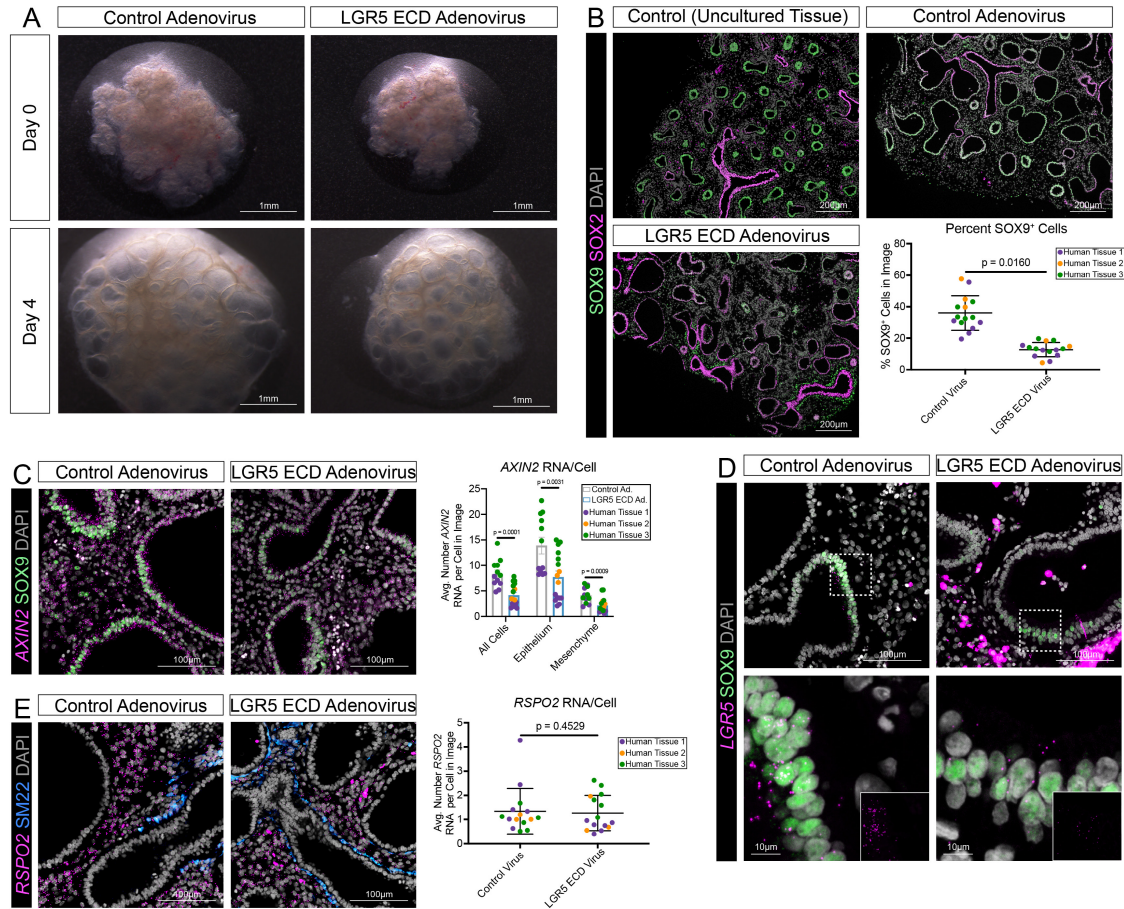 A
Control Adenovirus
LGR5 ECD Adenovirus
Day 0
1mm
1mm
Day 4
1mm
1mm
B
Control (Uncultured Tissue)
Control Adenovirus
SOX9 SOX2 DAPI
200μm
200μm
LGR5 ECD Adenovirus
200μm
Percent SOX9⁺ Cells
% SOX9⁺ Cells in Image
80
60
40
20
0
p = 0.0160
Human Tissue 1
Human Tissue 2
Human Tissue 3
Control Virus
LGR5 ECD Virus
C
Control Adenovirus
LGR5 ECD Adenovirus
AXIN2 SOX9 DAPI
100μm
100μm
AXIN2 RNA/Cell
Avg. Number AXIN2
RNA per Cell in Image
25
20
15
10
5
0
p = 0.0001
p = 0.0031
p = 0.0009
Control Ad.
LGR5 ECD Ad.
Human Tissue 1
Human Tissue 2
Human Tissue 3
All Cells
Epithelium
Mesenchyme
D
Control Adenovirus
LGR5 ECD Adenovirus
LGR5 SOX9 DAPI
100μm
100μm
10μm
10μm
E
Control Adenovirus
LGR5 ECD Adenovirus
RSPO2 SM22 DAPI
100μm
100μm
RSPO2 RNA/Cell
Avg. Number RSPO2
RNA per Cell in Image
5
4
3
2
1
0
p = 0.4529
Human Tissue 1
Human Tissue 2
Human Tissue 3
Control Virus
LGR5 ECD Virus